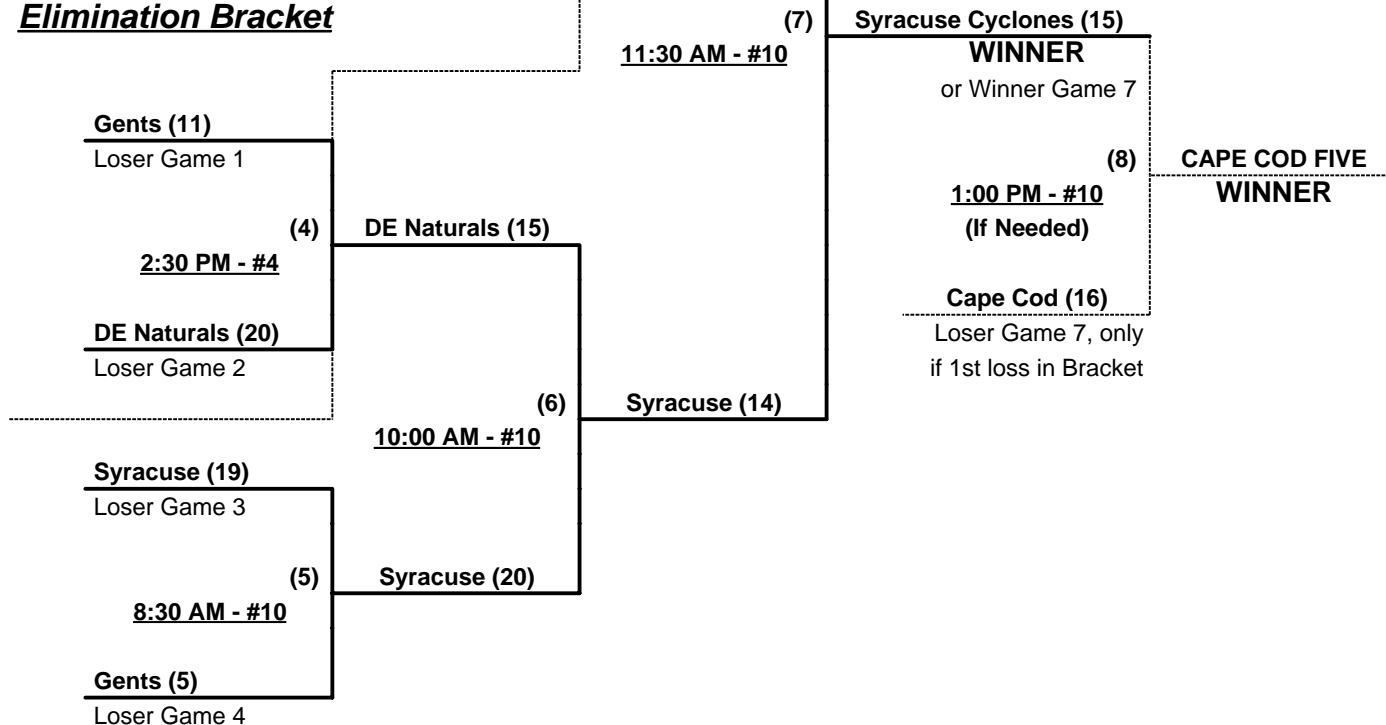 Elimination Bracket
(7)
Syracuse Cyclones (15)
11:30 AM - #10
WINNER
or Winner Game 7
Gents (11)
Loser Game 1
(8)
CAPE COD FIVE
1:00 PM - #10
WINNER
(4)
DE Naturals (15)
(If Needed)
2:30 PM - #4
Cape Cod (16)
DE Naturals (20)
Loser Game 7, only
Loser Game 2
if 1st loss in Bracket
(6)
Syracuse (14)
10:00 AM - #10
Syracuse (19)
Loser Game 3
(5)
Syracuse (20)
8:30 AM - #10
Gents (5)
Loser Game 4